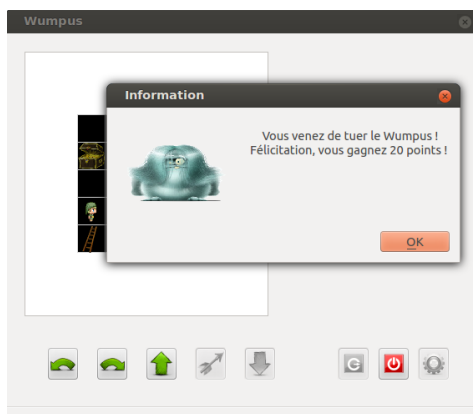 Wumpus
Information
Vous venez de tuer le Wumpus !
Félicitation, vous gagnez 20 points !
OK